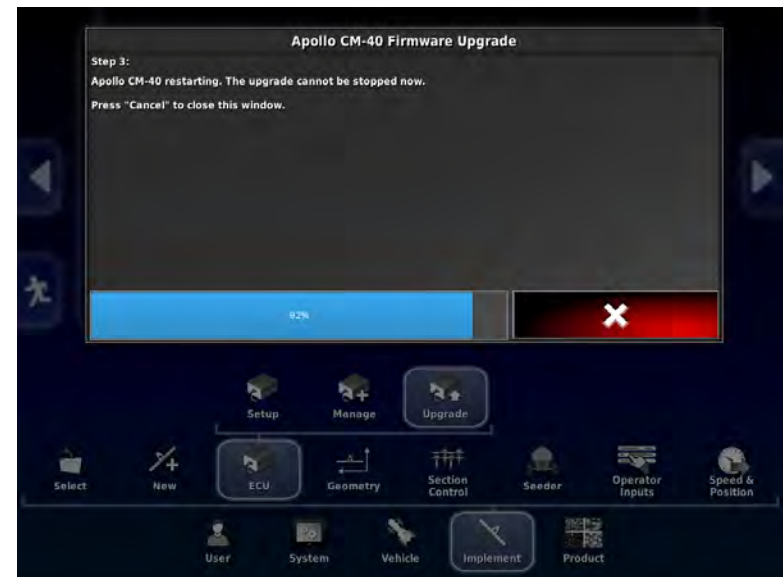 Apollo CM-40 Firmware Upgrade
Step 3:
Apollo CM-40 restarting. The upgrade cannot be stopped now.
Press "Cancel" to close this window.
92%
Setup
Manage
Upgrade
Select
New
ECU
Geometry
Section
Control
Seeder
Operator
Inputs
Speed &
Position
User
System
Vehicle
Implement
Product